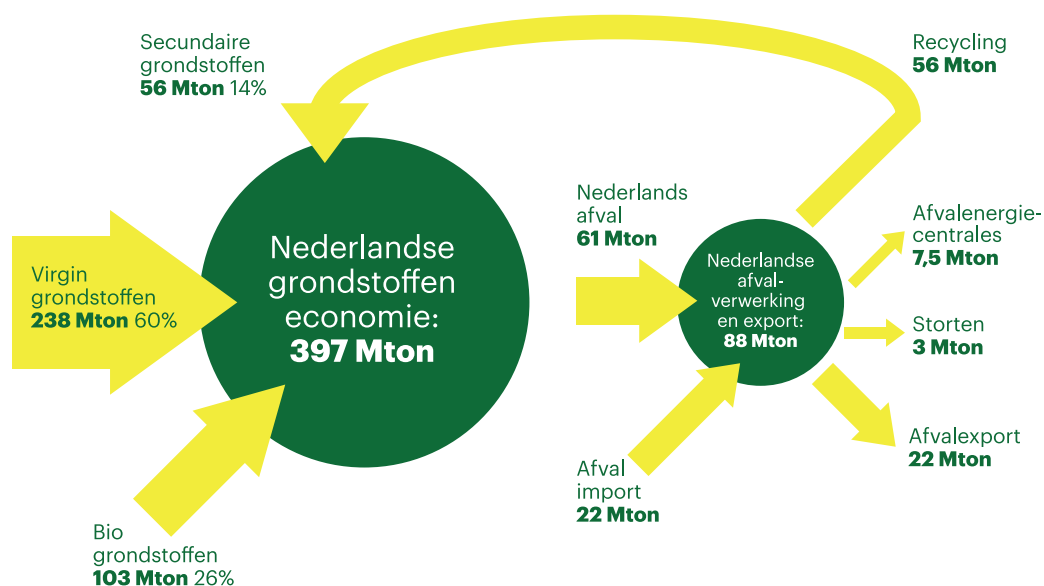 Secundaire
grondstoffen
56 Mton 14%
Recycling
56 Mton
Nederlands
afval
61 Mton
Afvalenergie-
centrales
7,5 Mton
Virgin
grondstoffen
238 Mton 60%
Nederlandse
grondstoffen
economie:
397 Mton
Nederlandse
afval-
verwerking
en export:
88 Mton
Storten
3 Mton
Afvalexport
22 Mton
Afval
import
22 Mton
Bio
grondstoffen
103 Mton 26%